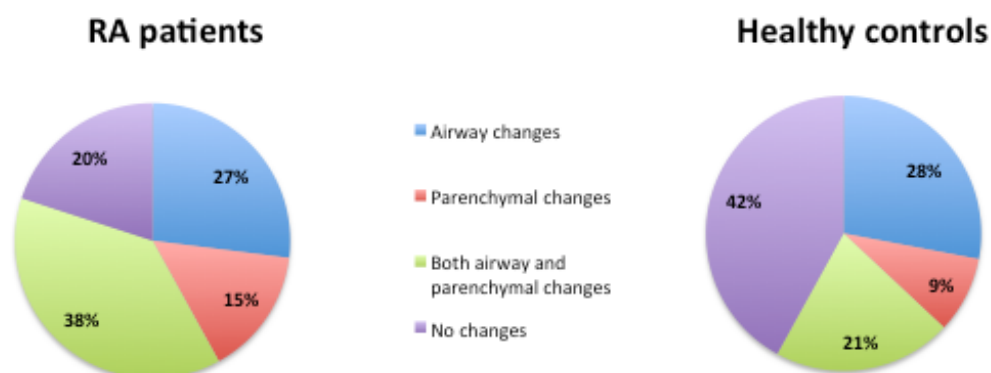 RA patients
20%
27%
15%
38%
Airway changes
Parenchymal changes
Both airway and
parenchymal changes
No changes
Healthy controls
42%
28%
9%
21%